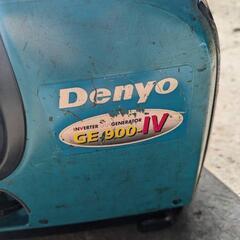 Denyo
INVERTER GENERATOR
GE-900-iV